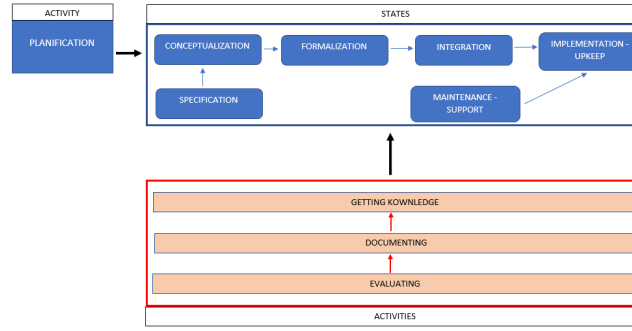 ACTIVITY
STATES
PLANIFICATION
CONCEPTUALIZATION
FORMALIZATION
INTEGRATION
IMPLEMENTATION -
UPKEEP
SPECIFICATION
MAINTENANCE -
SUPPORT
GETTING KOWNLEDGE
DOCUMENTING
EVALUATING
ACTIVITIES